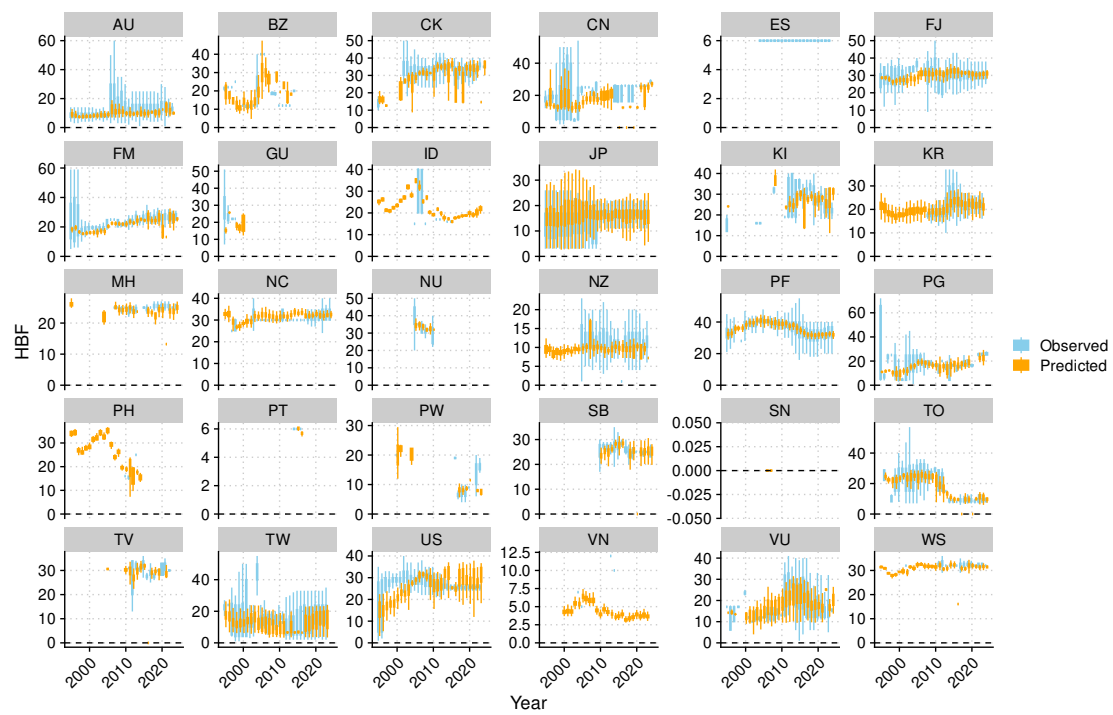 AU BZ CK CN ES FJ
60 50 50 50 6 50
40 40 40 40 4 40
20 30 30 20 2 30
0 20 20 0 0 20
10 10 10
0 0 0
FM GU ID JP KI KR
60 50 40 30 40 40
40 40 30 20 30 30
20 30 20 10 20 20
0 20 10 0 10 10
10 0 0 0
0
MH NC NU NZ PF PG
20 40 50 20 40 60
10 30 40 15 20 40
0 20 30 10 0 20
10 20 5 0
0 10 0
0
PH PT PW SB SN TO
30 6 30 30 0.050 40
20 4 20 20 0.025 20
10 2 10 10 0.000 0
0 0 0 0 -0.025
-0.050
TV TW US VN VU WS
30 40 40 12.5 40 30
20 20 30 10.0 30 20
10 0 20 7.5 20 10
0 10 5.0 10 0
0 2.5 0
0.0
2000 2010 2020 2000 2010 2020 2000 2010 2020 2000 2010 2020 2000 2010 2020 2000 2010 2020
Year
HBF
Observed
Predicted